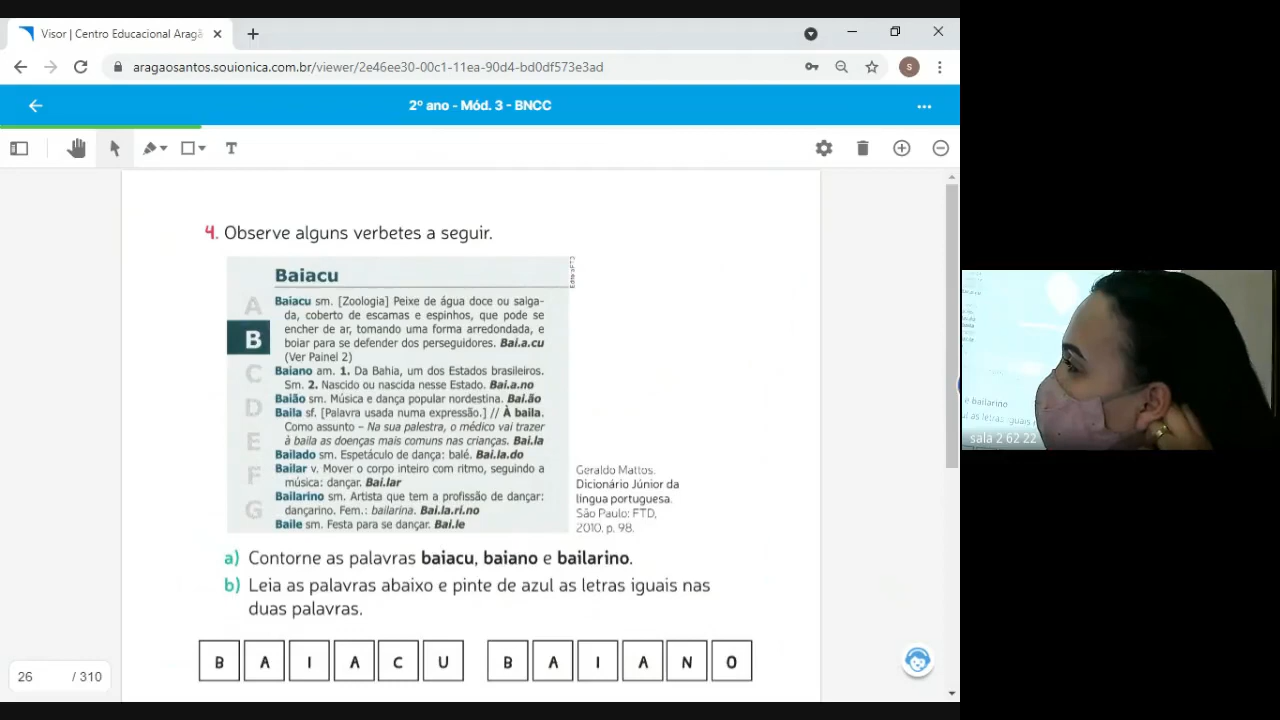 Visor | Centro Educacional Aragã
aragaosantos.souionica.com.br/viewer/2e46ee30-00c1-11ea-90d4-bd0df573e3ad
S
2º ano - Mód. 3 - BNCC
T
4. Observe alguns verbetes a seguir.
Baiacu
Editora FTD
A
B
C
D
E
F
G
Baiacu sm. [Zoologia] Peixe de água doce ou salga-
da, coberto de escamas e espinhos, que pode se
encher de ar, tomando uma forma arredondada, e
boiar para se defender dos perseguidores. Bai.a.cu
(Ver Painel 2)
Baiano am. 1. Da Bahia, um dos Estados brasileiros.
Sm. 2. Nascido ou nascida nesse Estado. Bai.a.no
Baião sm. Música e dança popular nordestina. Bai.ão
Baila sf. [Palavra usada numa expressão.] // À baila.
Como assunto – Na sua palestra, o médico vai trazer
à baila as doenças mais comuns nas crianças. Bai.la
Bailado sm. Espetáculo de dança: balé. Bai.la.do
Bailar v. Mover o corpo inteiro com ritmo, seguindo a
música: dançar. Bai.lar
Bailarino sm. Artista que tem a profissão de dançar:
dançarino. Fem.: bailarina. Bai.la.ri.no
Baile sm. Festa para se dançar. Bai.le
Geraldo Mattos.
Dicionário Júnior da
língua portuguesa.
São Paulo: FTD,
2010. p. 98.
a) Contorne as palavras baiacu, baiano e bailarino.
b) Leia as palavras abaixo e pinte de azul as letras iguais nas
duas palavras.
B A I A C U B A I A N O
26 / 310
e bailarino
ul as letras iguais
sala 2 62 22